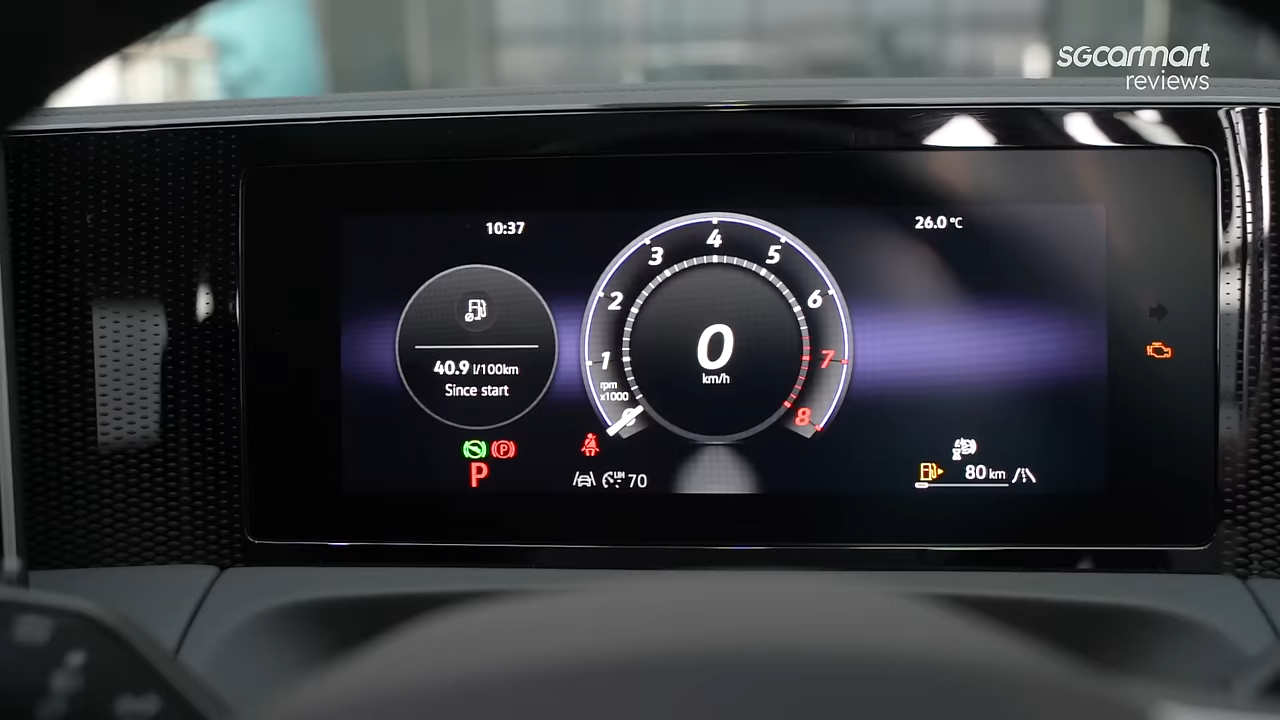 sgcarmart
reviews
10:37
26.0 °C
1
2
3
4
5
6
7
8
rpm
x1000
0
km/h
40.9 l/100km
Since start
P
P
LIM 70
80 km